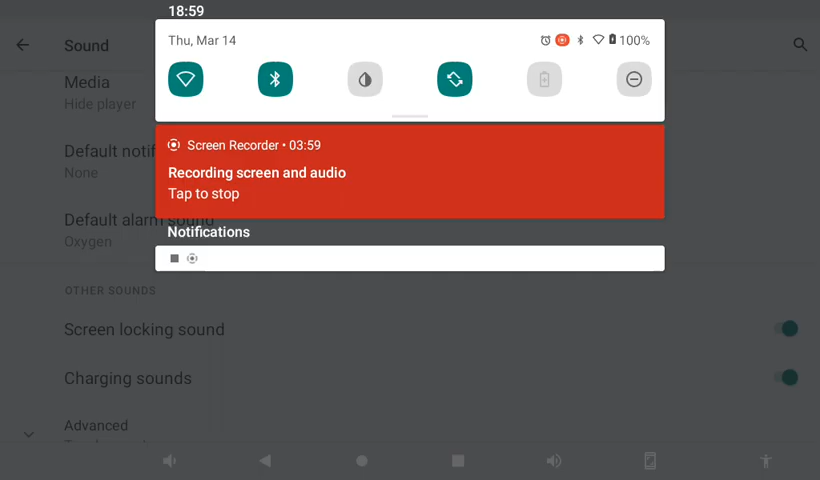 18:59
Thu, Mar 14
100%
Sound
Media
Hide player
Screen Recorder • 03:59
Default notif
None
Recording screen and audio
Tap to stop
Default alarm sound
Oxygen
Notifications
OTHER SOUNDS
Screen locking sound
Charging sounds
Advanced